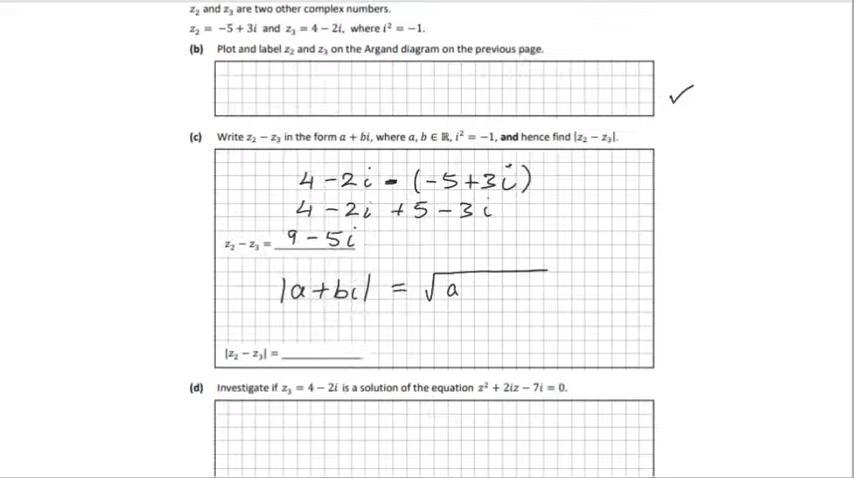 z₂ and z₃ are two other complex numbers.
z₂ = −5 + 3i and z₃ = 4 − 2i, where i² = −1.
(b) Plot and label z₂ and z₃ on the Argand diagram on the previous page.
(c) Write z₂ − z₃ in the form a + bi, where a, b ∈ ℝ, i² = −1, and hence find |z₂ − z₃|.
4 − 2i − (−5 + 3i)
4 − 2i + 5 − 3i
z₂ − z₃ = 9 − 5i
|a + bi| = √a
|z₂ − z₃| = ________
(d) Investigate if z₃ = 4 − 2i is a solution of the equation z² + 2iz − 7i = 0.